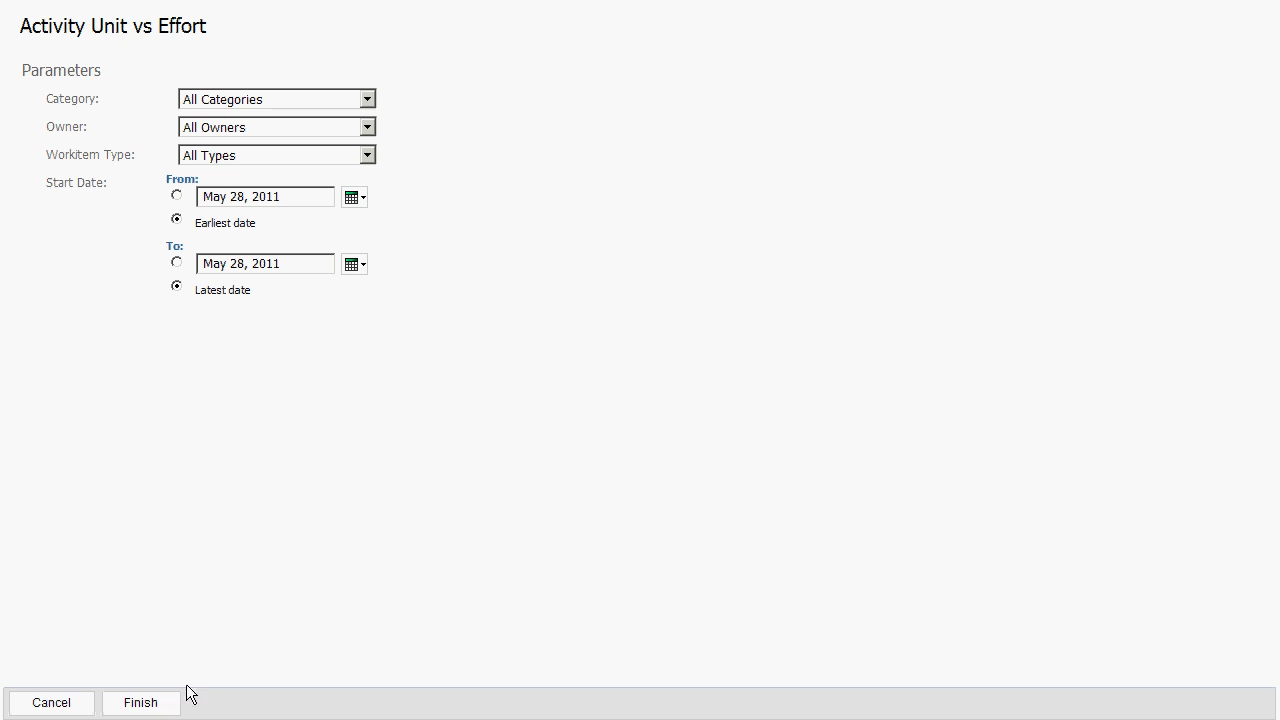 Activity Unit vs Effort
Parameters
Category: All Categories
Owner: All Owners
Workitem Type: All Types
Start Date: From:
May 28, 2011
Earliest date
To:
May 28, 2011
Latest date
Cancel Finish